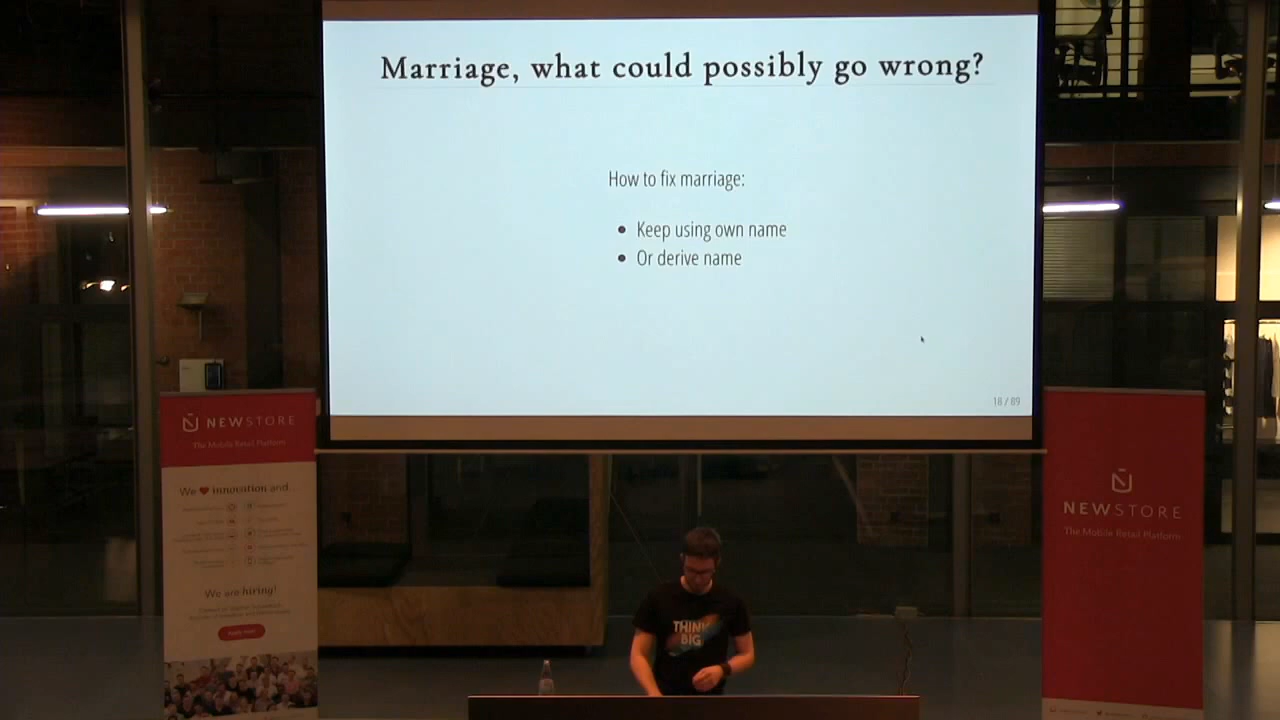 Marriage, what could possibly go wrong?
How to fix marriage:
Keep using own name
Or derive name
18 / 89
NEWSTORE
The Mobile Retail Platform
We ❤ innovation and...
We are hiring!
THINK
BIG
NEWSTORE
The Mobile Retail Platform